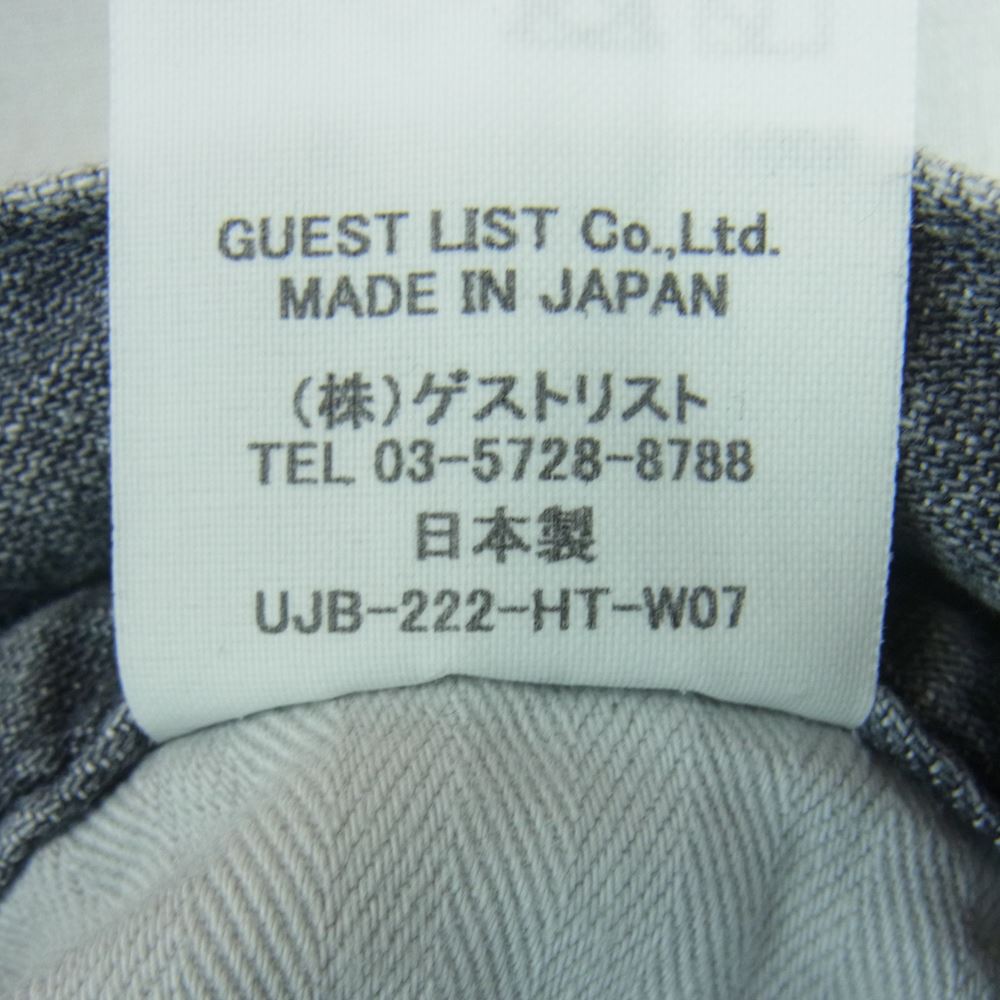 GUEST LIST Co.,Ltd.
MADE IN JAPAN
(株)ゲストリスト
TEL 03-5728-8788
日本製
UJB-222-HT-W07